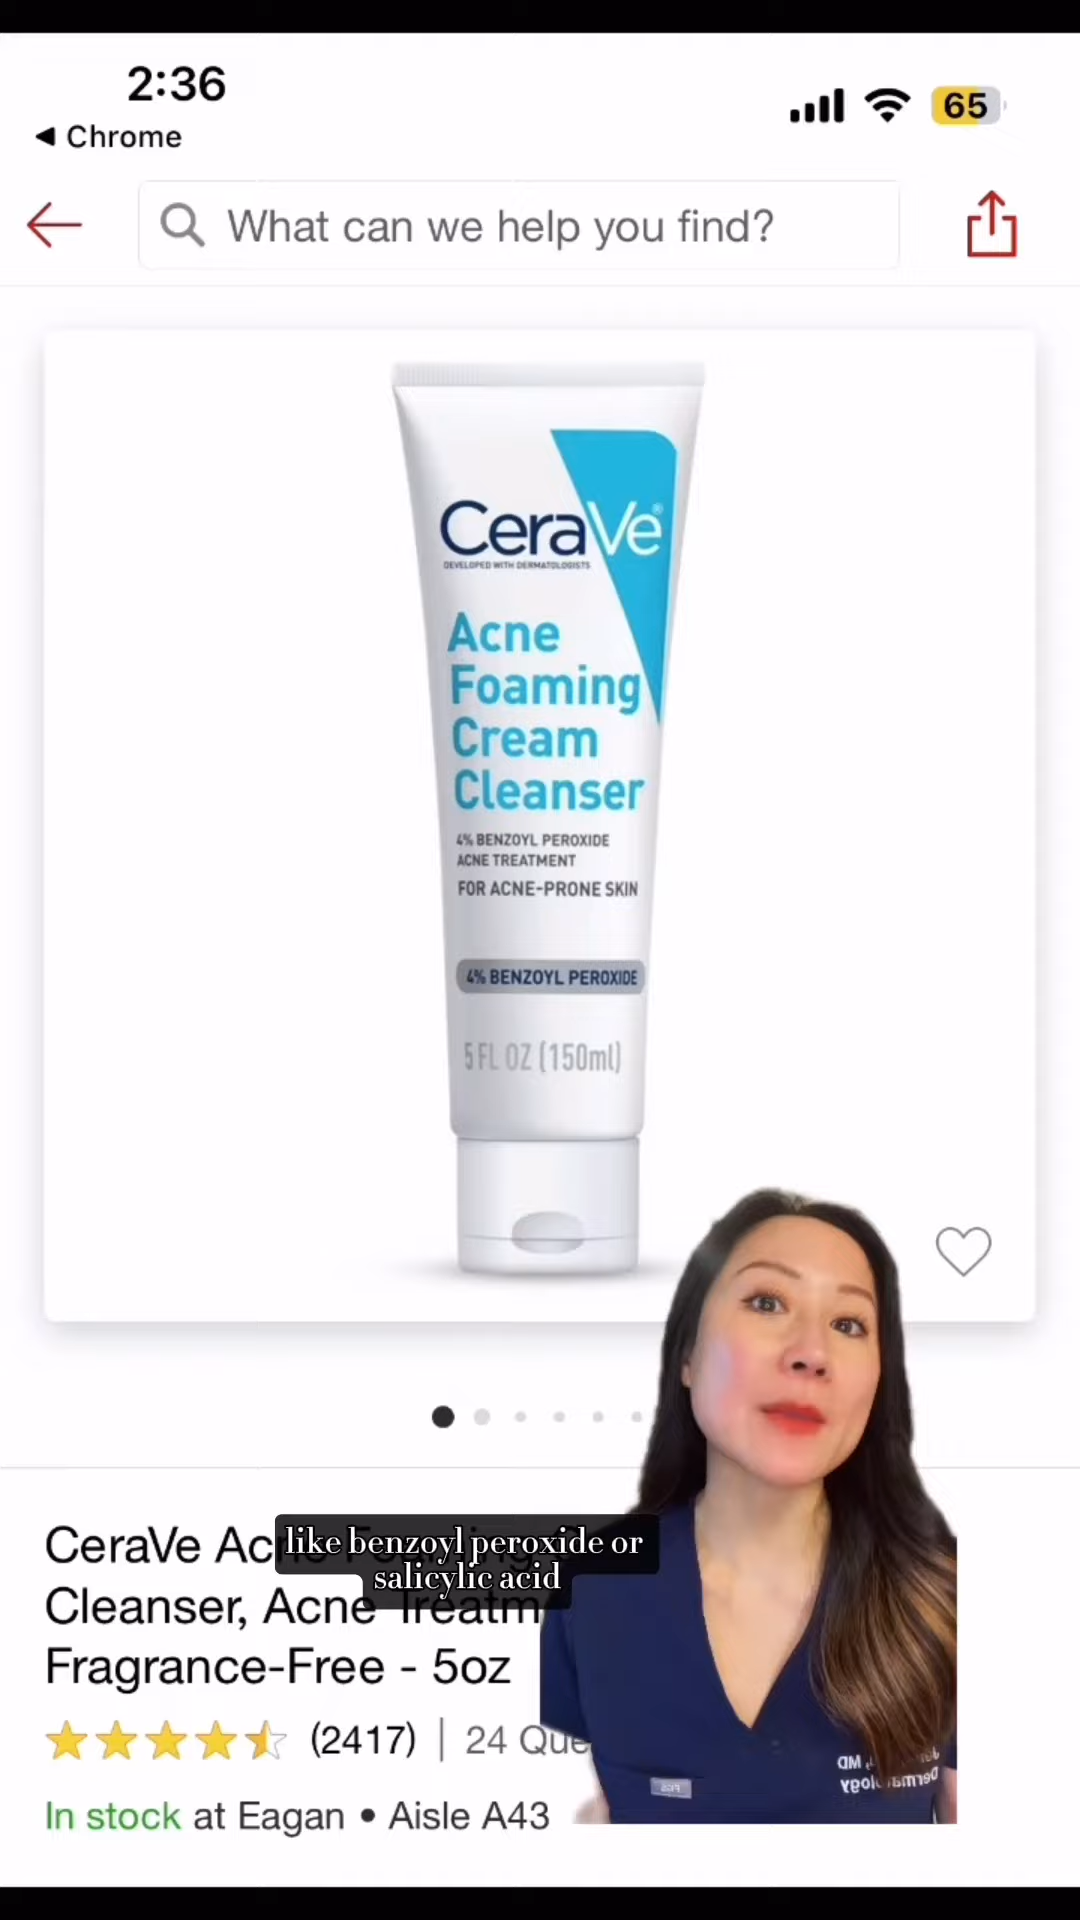 2:36
65
Chrome
What can we help you find?
CeraVe®
DEVELOPED WITH DERMATOLOGISTS
Acne
Foaming
Cream
Cleanser
4% BENZOYL PEROXIDE
ACNE TREATMENT
FOR ACNE-PRONE SKIN
4% BENZOYL PEROXIDE
5 FL OZ (150ml)
like benzoyl peroxide or
salicylic acid
CeraVe
Cleanser, Acne
Fragrance-Free - 5oz
(2417) | 24
In stock at Eagan • Aisle A43
MD
Dermatology